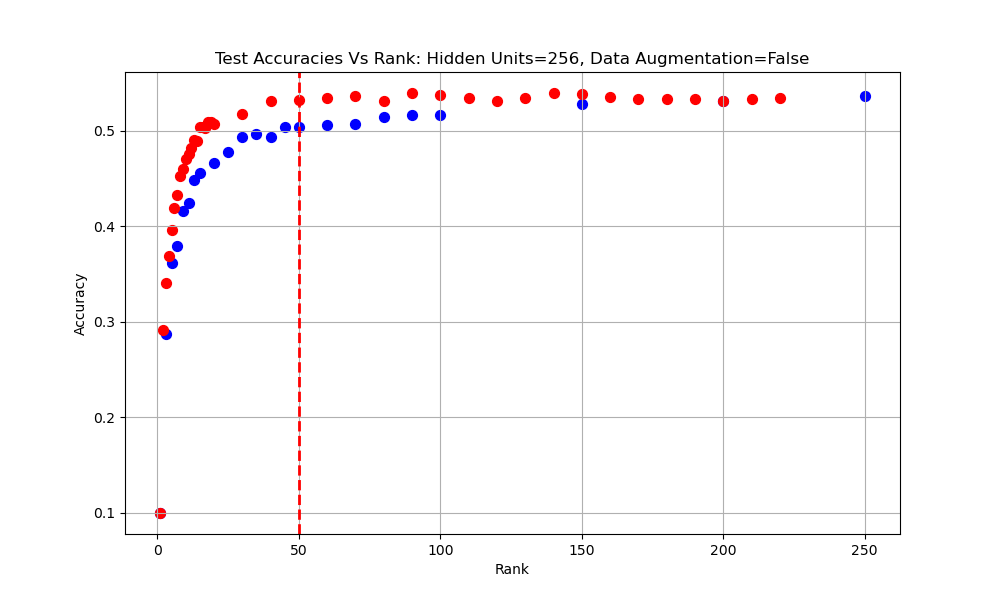 Test Accuracies Vs Rank: Hidden Units=256, Data Augmentation=False
Accuracy
0.5
0.4
0.3
0.2
0.1
0 50 100 150 200 250
Rank